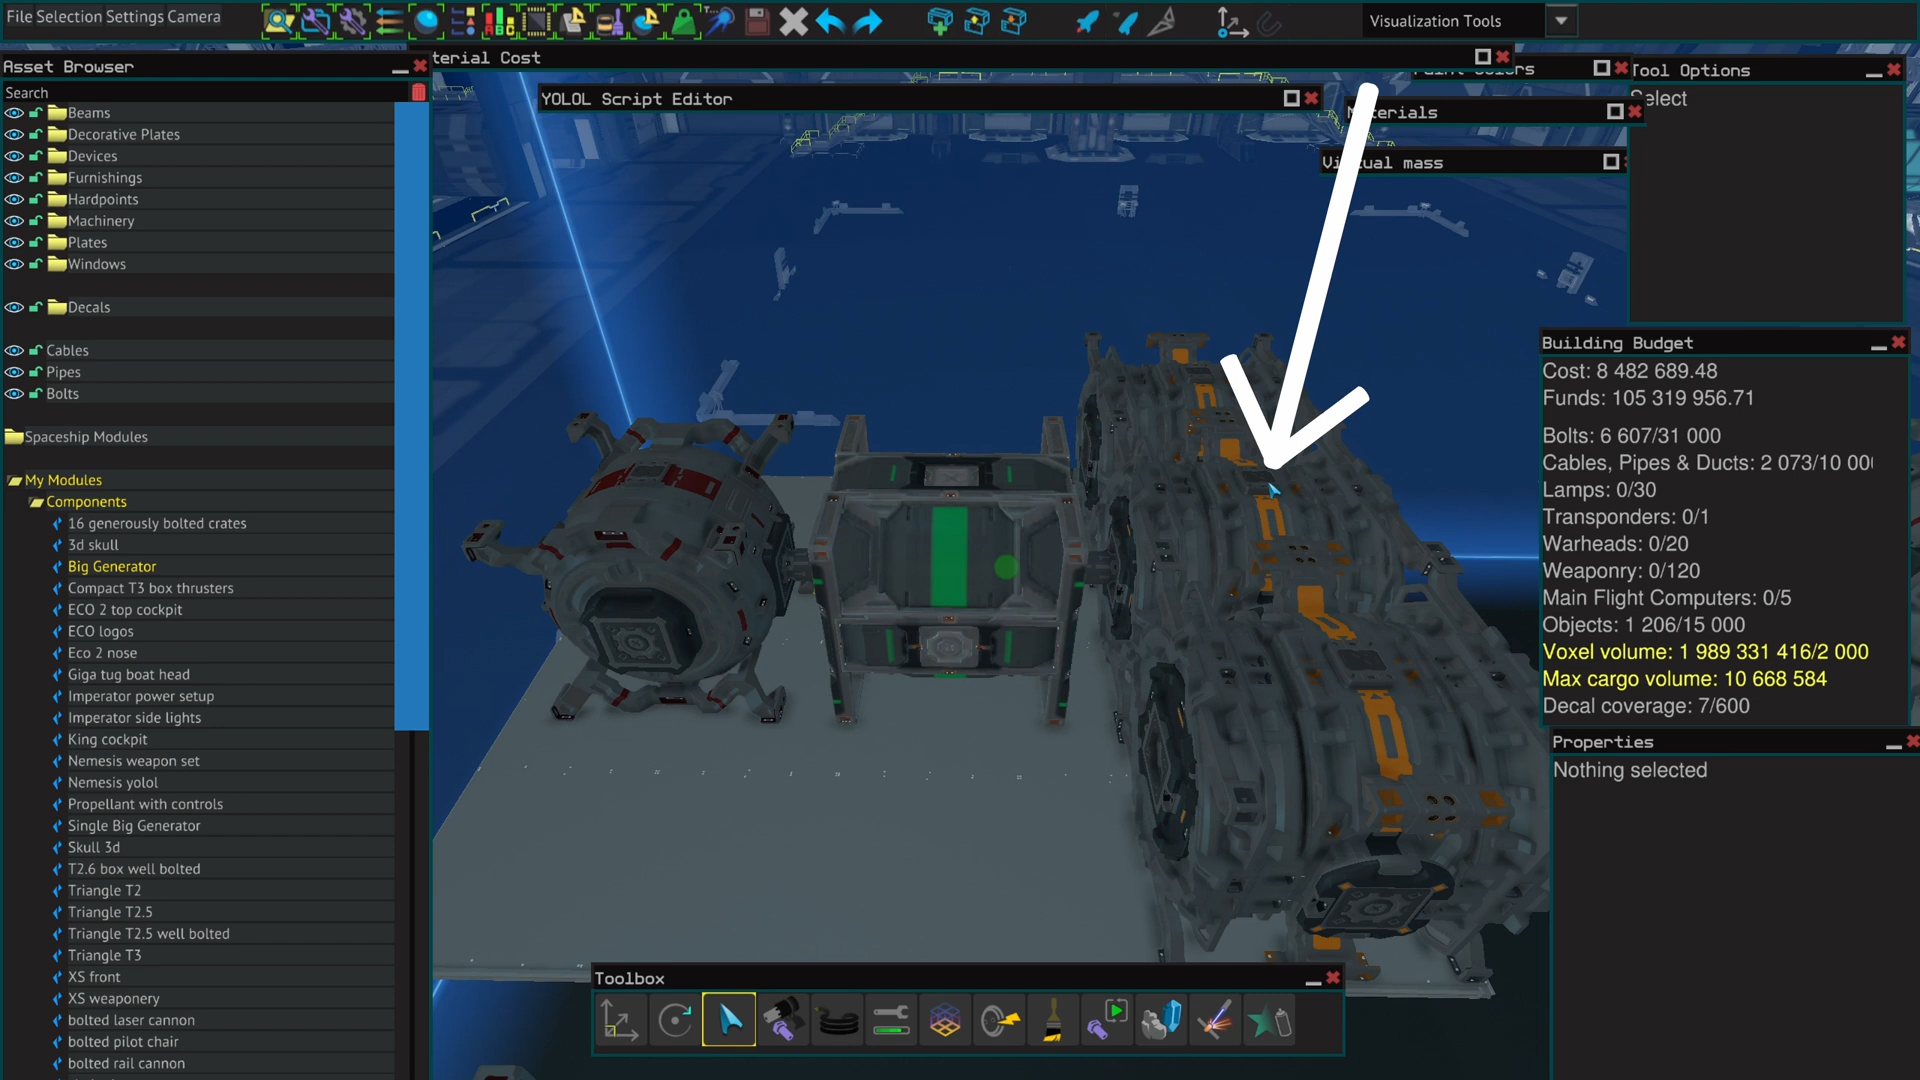 File Selection Settings Camera
Visualization Tools
Asset Browser
Search
Beams
Decorative Plates
Devices
Furnishings
Hardpoints
Machinery
Plates
Windows
Decals
Cables
Pipes
Bolts
Spaceship Modules
My Modules
Components
16 generously bolted crates
3d skull
Big Generator
Compact T3 box thrusters
ECO 2 top cockpit
ECO logos
Eco 2 nose
Giga tug boat head
Imperator power setup
Imperator side lights
King cockpit
Nemesis weapon set
Nemesis yolol
Propellant with controls
Single Big Generator
Skull 3d
T2.6 box well bolted
Triangle T2
Triangle T2.5
Triangle T2.5 well bolted
Triangle T3
XS front
XS weaponery
bolted laser cannon
bolted pilot chair
bolted rail cannon
terial Cost
YOLOL Script Editor
Tool Options
Select
Building Budget
Cost: 8 482 689.48
Funds: 105 319 956.71
Bolts: 6 607/31 000
Cables, Pipes & Ducts: 2 073/10 00
Lamps: 0/30
Transponders: 0/1
Warheads: 0/20
Weaponry: 0/120
Main Flight Computers: 0/5
Objects: 1 206/15 000
Voxel volume: 1 989 331 416/2 000
Max cargo volume: 10 668 584
Decal coverage: 7/600
Properties
Nothing selected
Toolbox